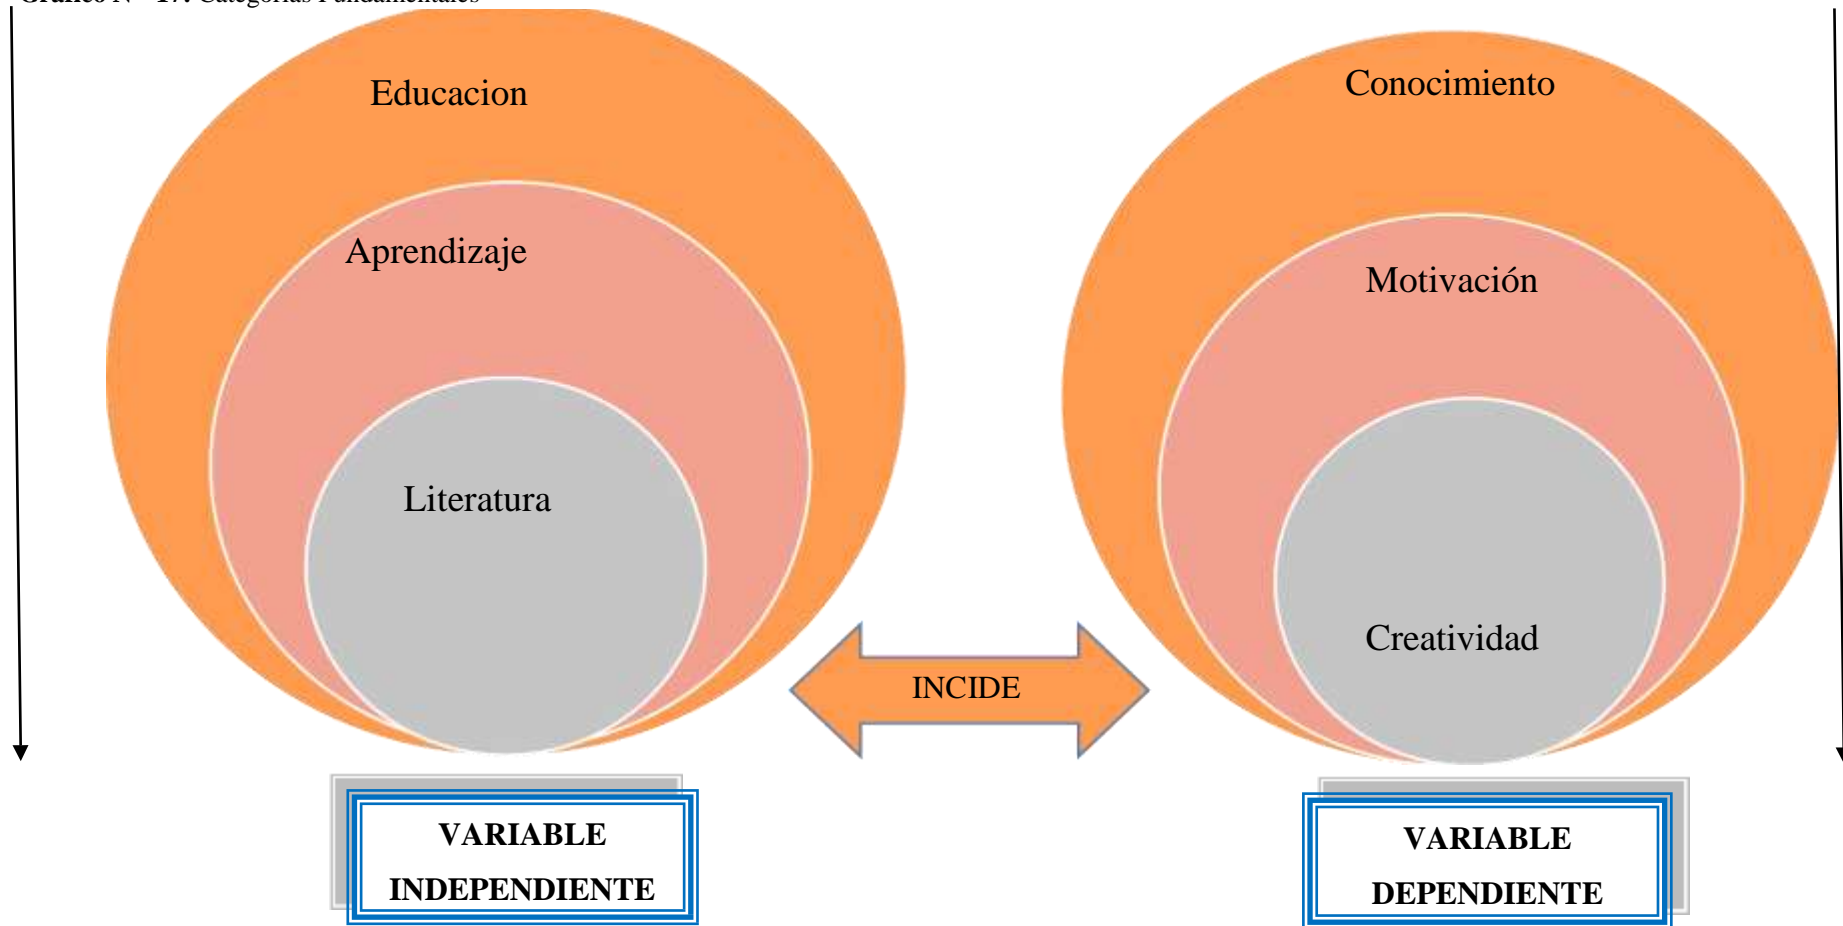 Educacion
Aprendizaje
Literatura
Conocimiento
Motivación
Creatividad
INCIDE
VARIABLE
INDEPENDIENTE
VARIABLE
DEPENDIENTE